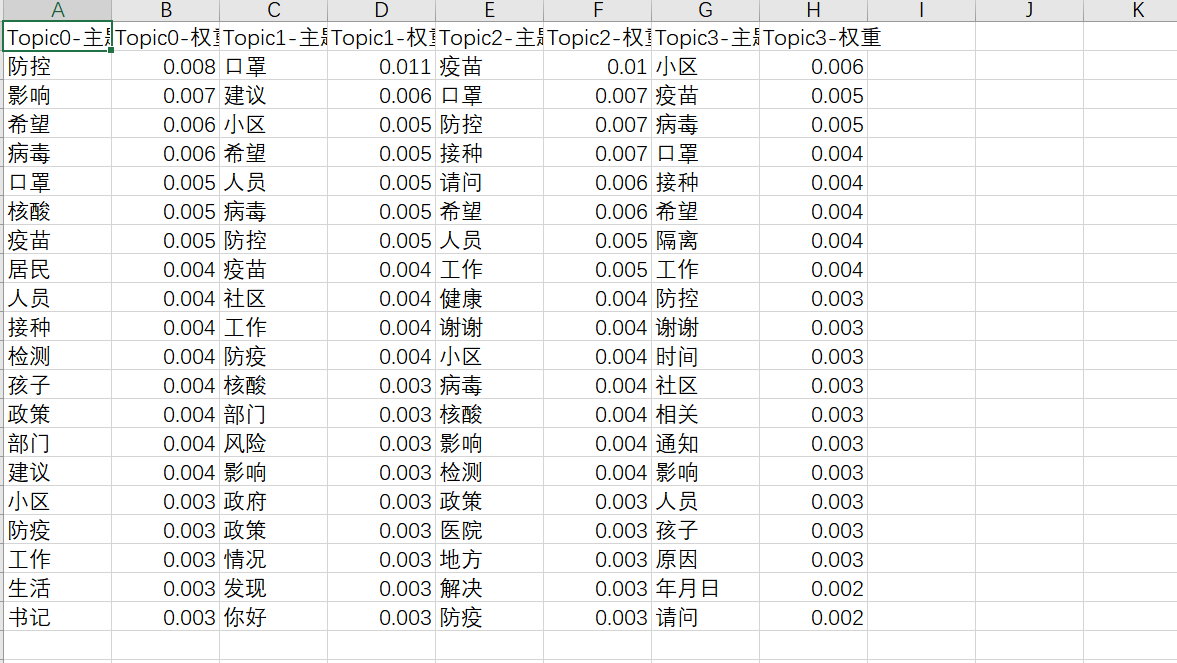 A B C D E F G H I J K
Topic0-主题 Topic0-权重 Topic1-主题 Topic1-权重 Topic2-主题 Topic2-权重 Topic3-主题 Topic3-权重
防控 0.008 口罩 0.011 疫苗 0.01 小区 0.006
影响 0.007 建议 0.006 口罩 0.007 疫苗 0.005
希望 0.006 小区 0.005 防控 0.007 病毒 0.005
病毒 0.006 希望 0.005 接种 0.007 口罩 0.004
口罩 0.005 人员 0.005 请问 0.006 接种 0.004
核酸 0.005 病毒 0.005 希望 0.006 希望 0.004
疫苗 0.005 防控 0.005 人员 0.005 隔离 0.004
居民 0.004 疫苗 0.004 工作 0.005 工作 0.004
人员 0.004 社区 0.004 健康 0.004 防控 0.003
接种 0.004 工作 0.004 谢谢 0.004 谢谢 0.003
检测 0.004 防疫 0.004 小区 0.004 时间 0.003
孩子 0.004 核酸 0.003 病毒 0.004 社区 0.003
政策 0.004 部门 0.003 核酸 0.004 相关 0.003
部门 0.004 风险 0.003 影响 0.004 通知 0.003
建议 0.004 影响 0.003 检测 0.004 影响 0.003
小区 0.003 政府 0.003 政策 0.003 人员 0.003
防疫 0.003 政策 0.003 医院 0.003 孩子 0.003
工作 0.003 情况 0.003 地方 0.003 原因 0.003
生活 0.003 发现 0.003 解决 0.003 年月日 0.002
书记 0.003 你好 0.003 防疫 0.003 请问 0.002